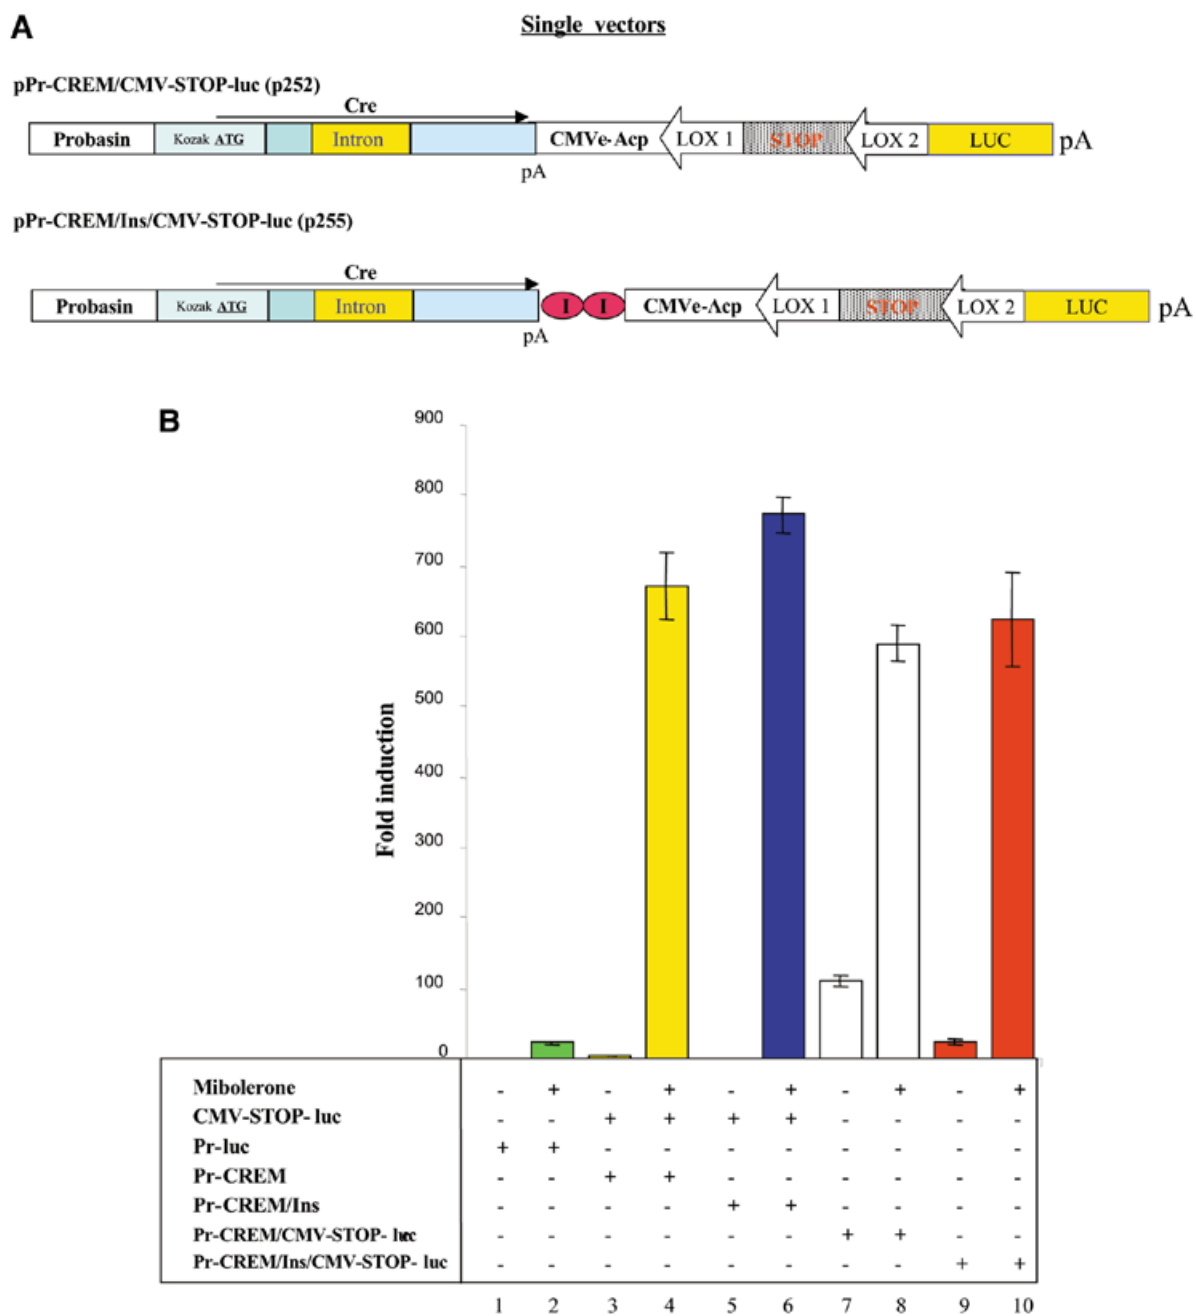 A
Single vectors
pPr-CREM/CMV-STOP-luc (p252)
Cre
Probasin Kozak ATG Intron CMVe-Acp LOX 1 STOP LOX 2 LUC pA
pA
pPr-CREM/Ins/CMV-STOP-luc (p255)
Cre
Probasin Kozak ATG Intron I I CMVe-Acp LOX 1 STOP LOX 2 LUC pA
pA
B
900
800
700
600
500
400
300
200
100
0
Fold induction
Mibolerone - + - + - + - + - +
CMV-STOP- luc - - + + + + - - - -
Pr-luc + + - - - - - - - -
Pr-CREM - - + + - - - - - -
Pr-CREM/Ins - - - - + + - - - -
Pr-CREM/CMV-STOP- luc - - - - - - + + - -
Pr-CREM/Ins/CMV-STOP- luc - - - - - - - - + +
1 2 3 4 5 6 7 8 9 10